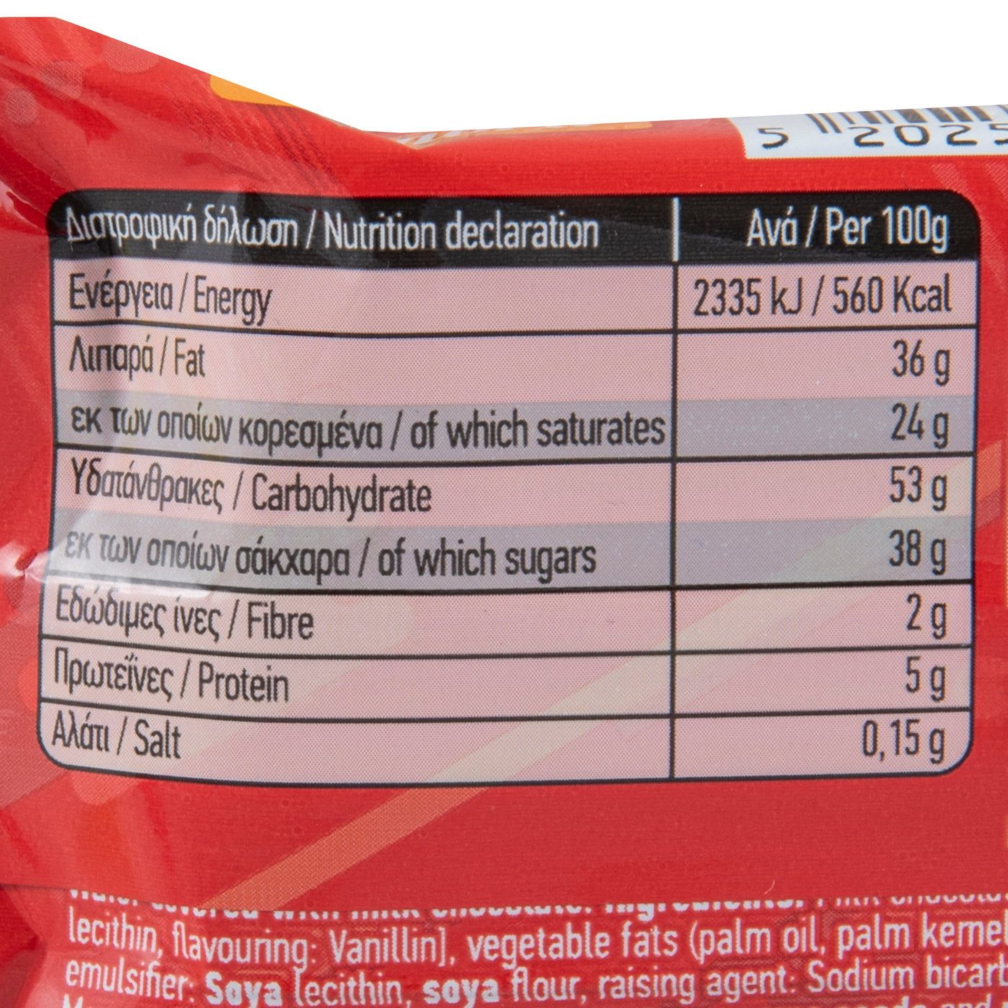 5 2025
Διατροφική δήλωση / Nutrition declaration Ανά / Per 100g
Ενέργεια / Energy 2335 kJ / 560 Kcal
Λιπαρά / Fat 36 g
εκ των οποίων κορεσμένα / of which saturates 24 g
Υδατάνθρακες / Carbohydrate 53 g
εκ των οποίων σάκχαρα / of which sugars 38 g
Εδώδιμες ίνες / Fibre 2 g
Πρωτεΐνες / Protein 5 g
Αλάτι / Salt 0,15 g
lecithin, flavouring: Vanillin], vegetable fats (palm oil, palm kerne
emulsifier: Soya lecithin, soya flour, raising agent: Sodium bicar